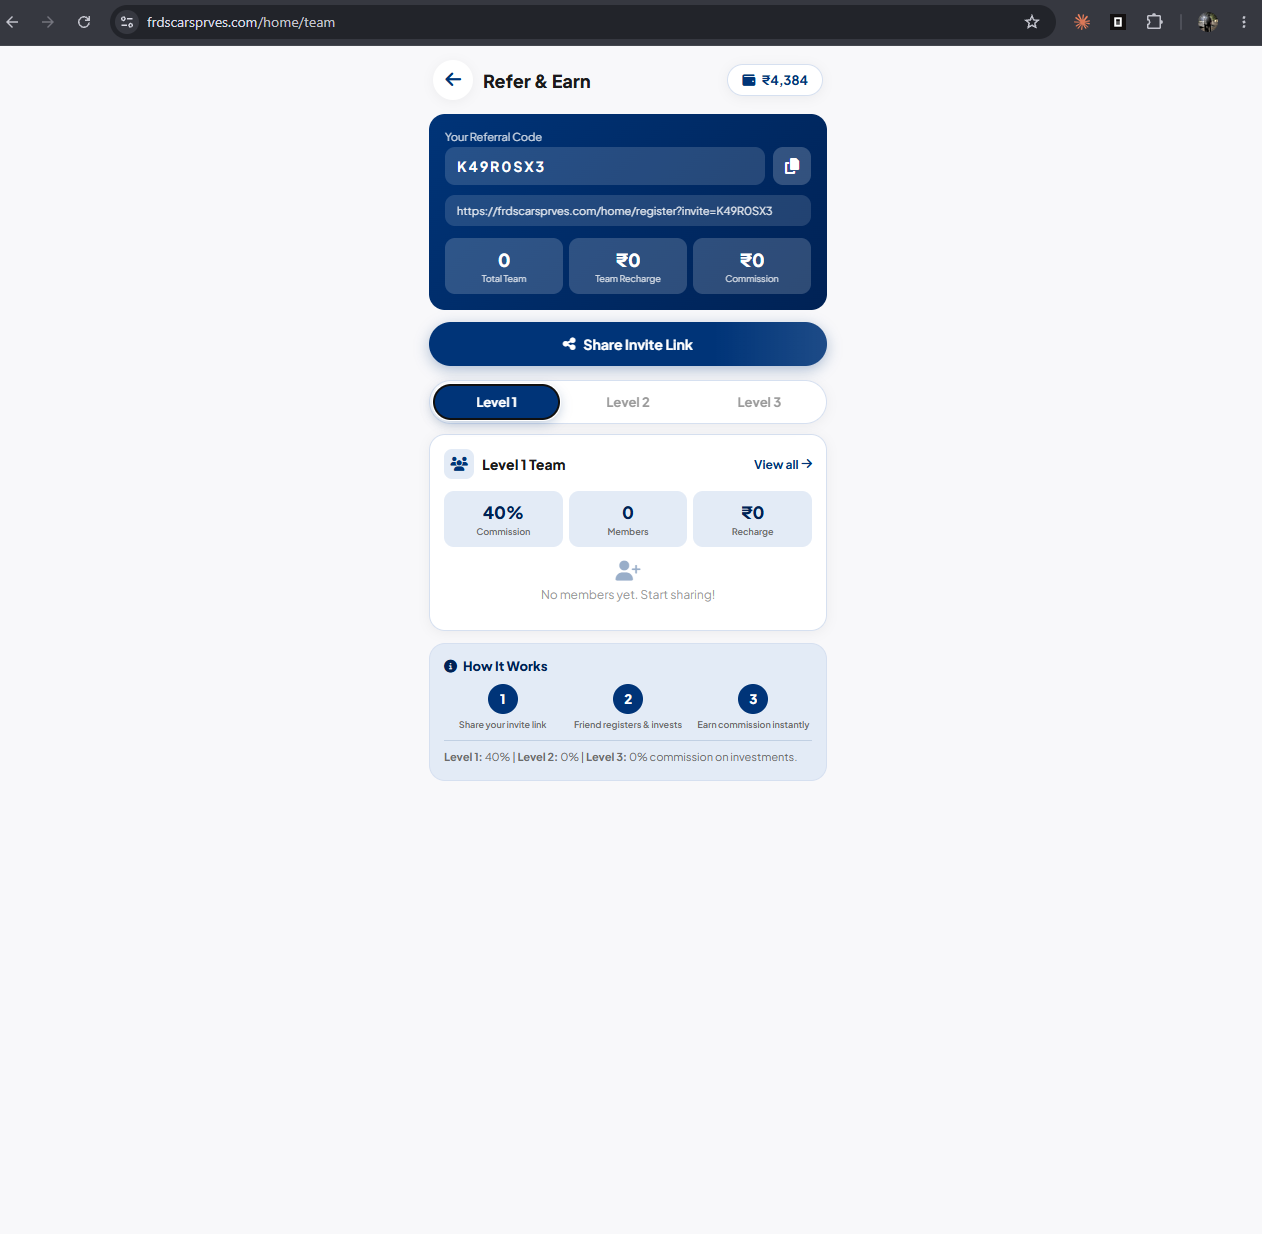 frdscarsprves.com/home/team
Refer & Earn
₹4,384
Your Referral Code
K49R0SX3
https://frdscarsprves.com/home/register?invite=K49R0SX3
0
Total Team
₹0
Team Recharge
₹0
Commission
Share Invite Link
Level 1
Level 2
Level 3
Level 1 Team
View all
40%
Commission
0
Members
₹0
Recharge
No members yet. Start sharing!
How It Works
1
Share your invite link
2
Friend registers & invests
3
Earn commission instantly
Level 1: 40% | Level 2: 0% | Level 3: 0% commission on investments.